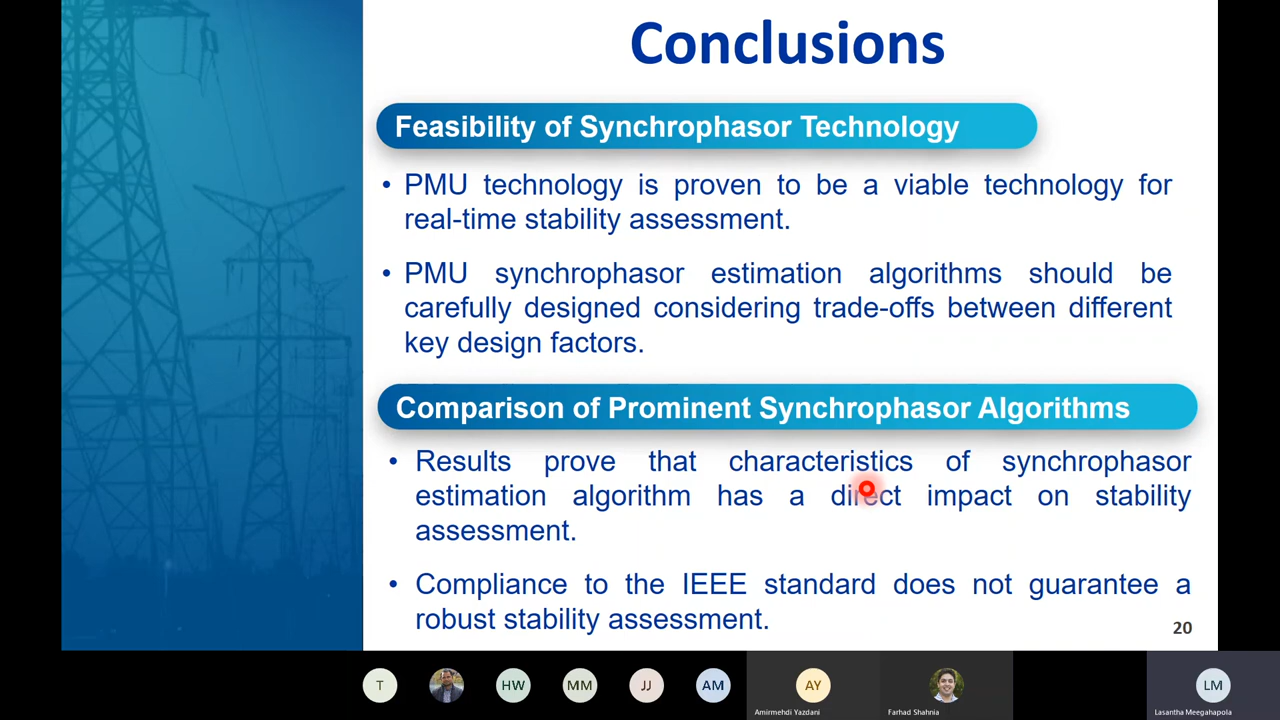 Conclusions
Feasibility of Synchrophasor Technology
• PMU technology is proven to be a viable technology for
real-time stability assessment.
• PMU synchrophasor estimation algorithms should be
carefully designed considering trade-offs between different
key design factors.
Comparison of Prominent Synchrophasor Algorithms
• Results prove that characteristics of synchrophasor
estimation algorithm has a direct impact on stability
assessment.
• Compliance to the IEEE standard does not guarantee a
robust stability assessment.
20
T
HW
MM
JJ
AM
AY
Amirmehdi Yazdani
Farhad Shahnia
LM
Lasantha Meegahapola